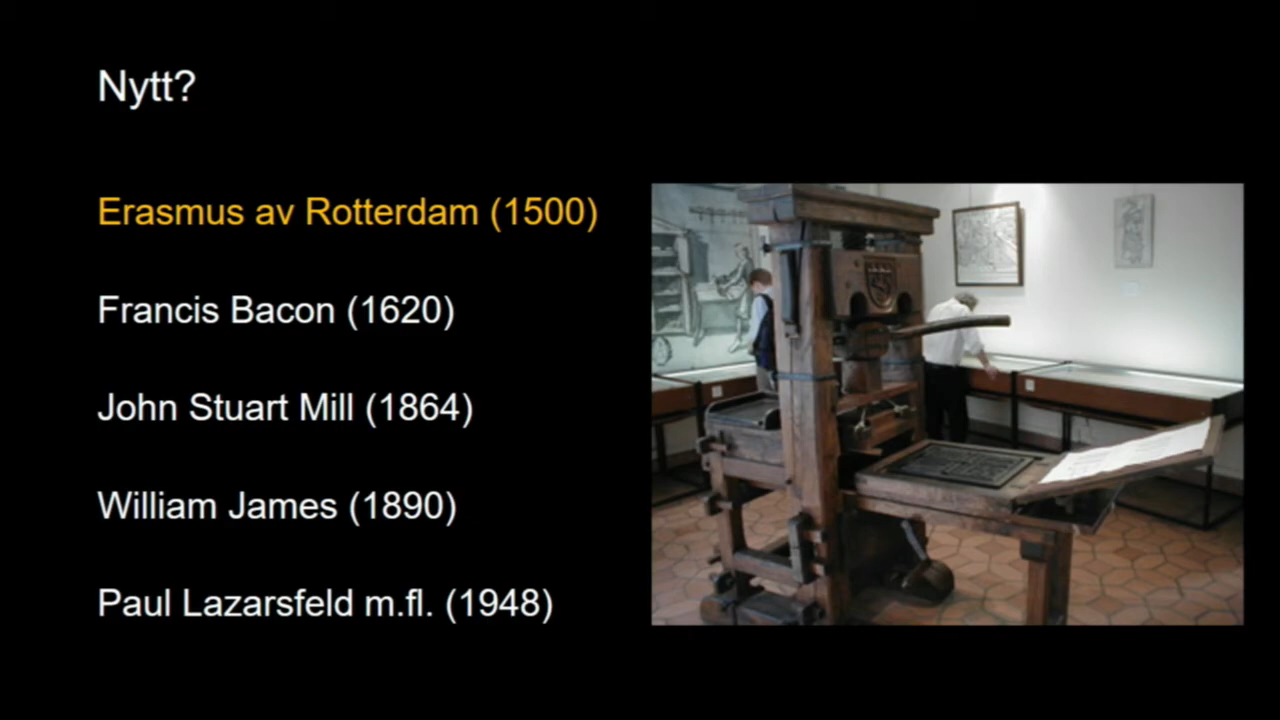 Nytt?
Erasmus av Rotterdam (1500)
Francis Bacon (1620)
John Stuart Mill (1864)
William James (1890)
Paul Lazarsfeld m.fl. (1948)